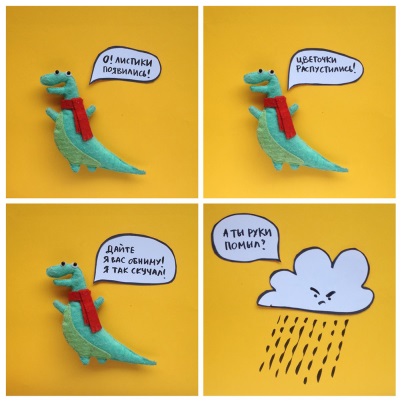 О! ЛИСТИКИ
ПОЯВИЛИСЬ!
ЦВЕТОЧКИ
РАСПУСТИЛИСЬ!
ДАЙТЕ
Я ВАС ОБНИМУ!
Я ТАК СКУЧАЛ!
А ТЫ РУКИ
ПОМЫЛ?